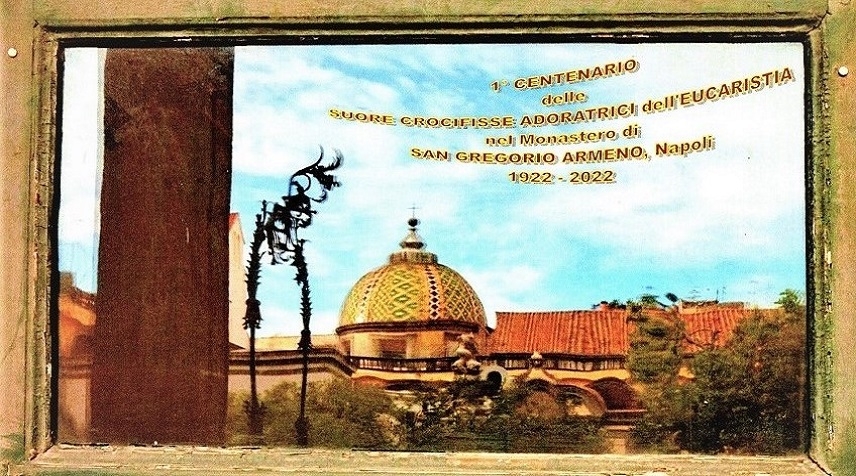 1° CENTENARIO
delle
SUORE CROCIFISSE ADORATRICI dell'EUCARISTIA
nel Monastero di
SAN GREGORIO ARMENO, Napoli
1922 - 2022